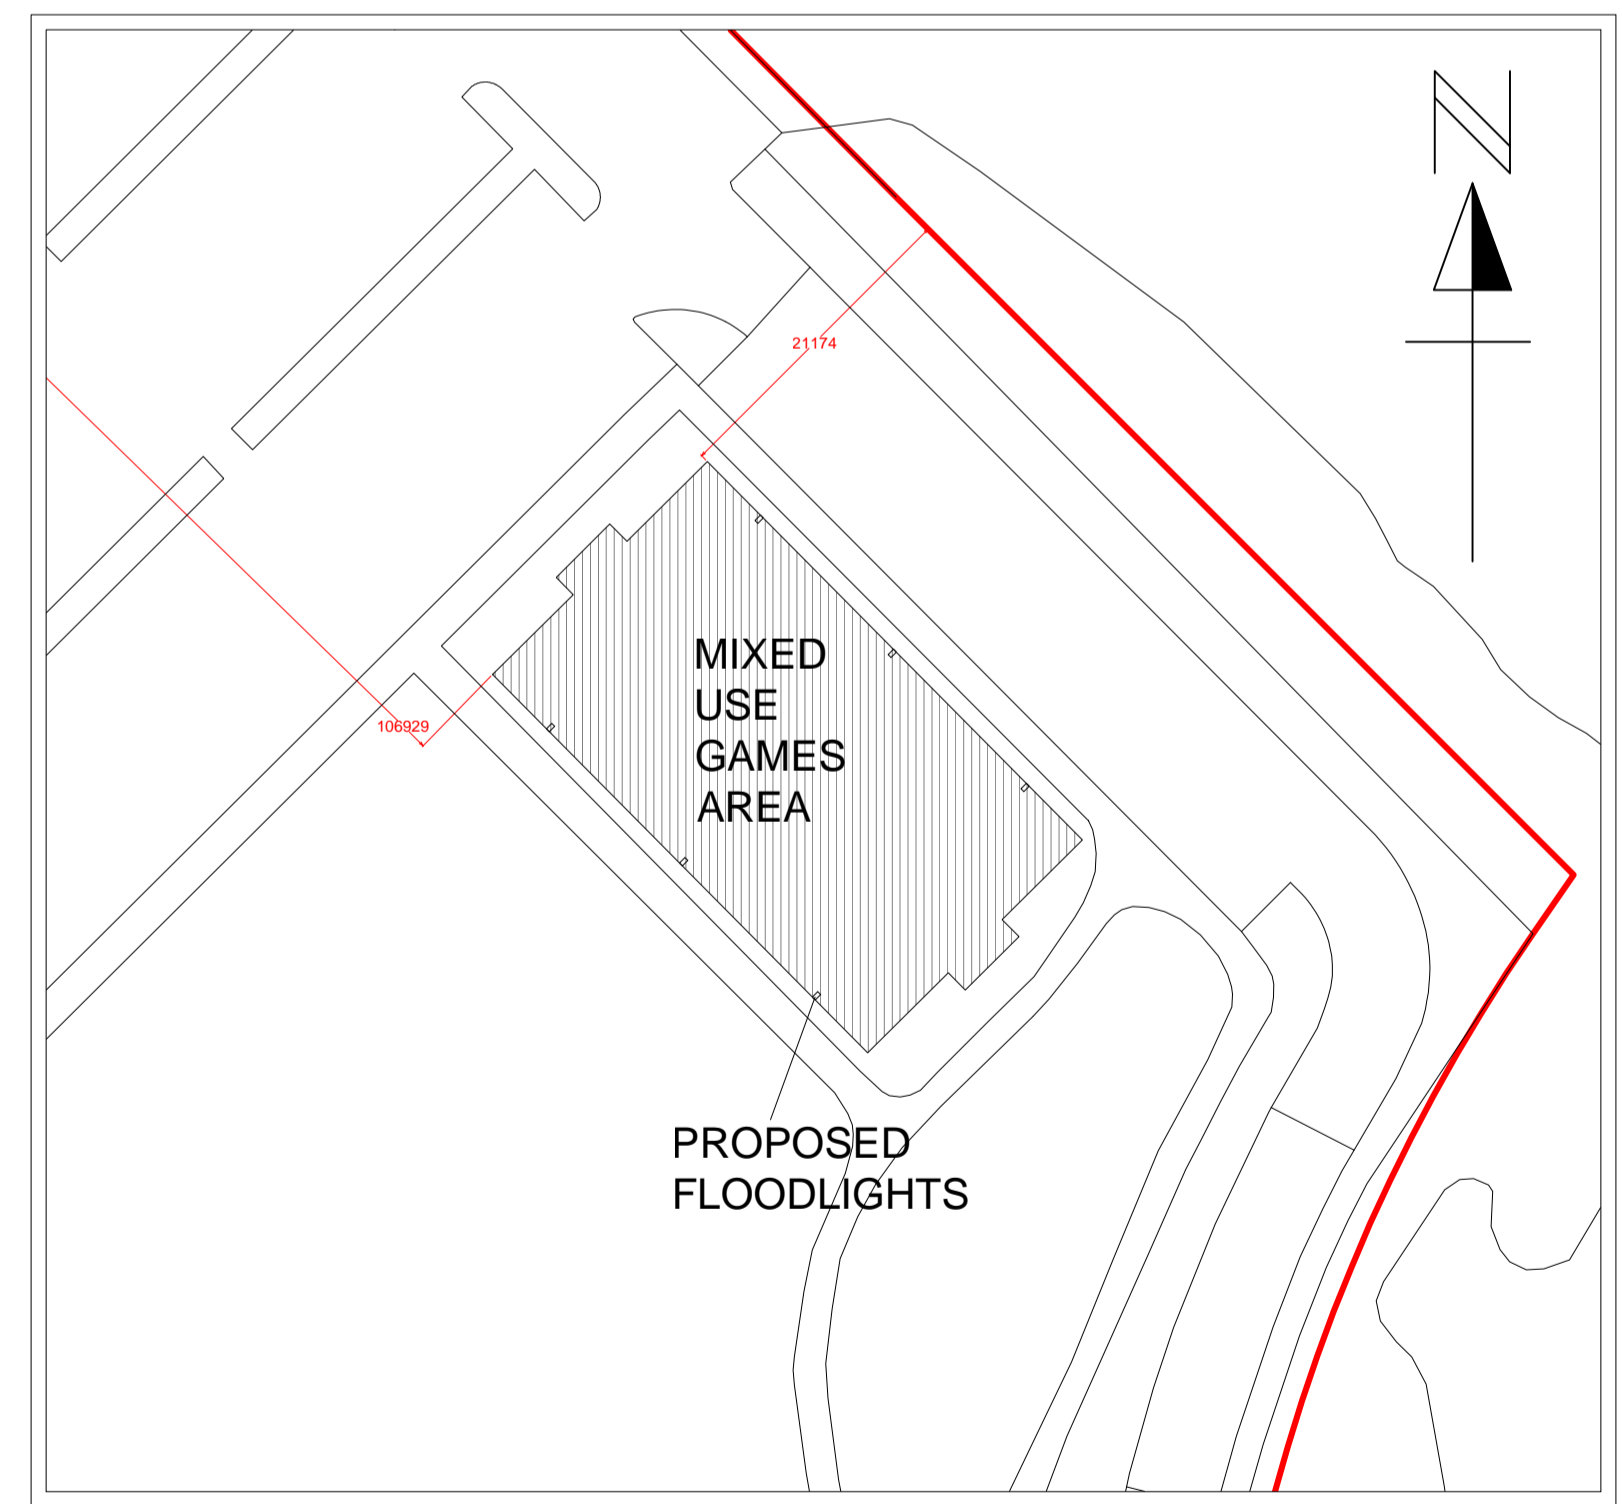 N
21174
106929
MIXED
USE
GAMES
AREA
PROPOSED
FLOODLIGHTS